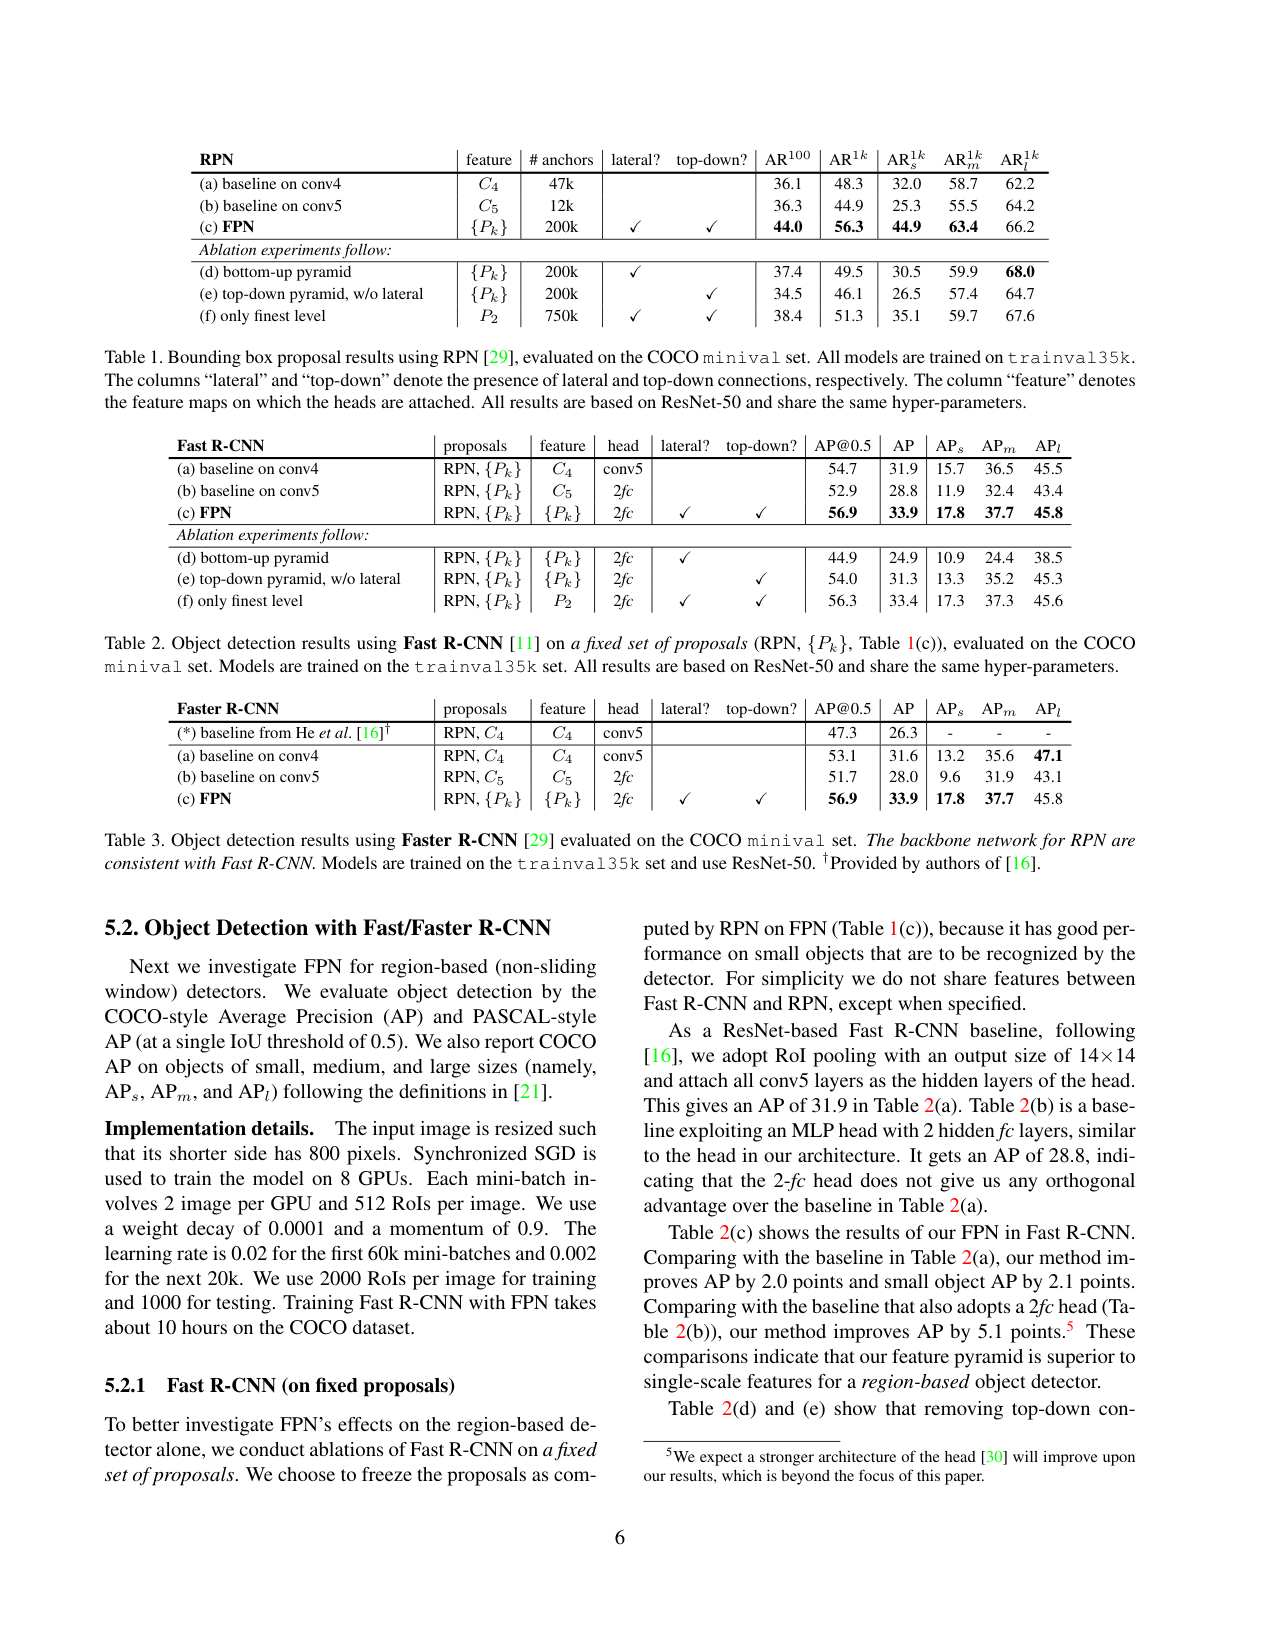 RPN feature # anchors lateral? top-down? AR^100 AR^1k AR_s^1k AR_m^1k AR_l^1k
(a) baseline on conv4 C4 47k 36.1 48.3 32.0 58.7 62.2
(b) baseline on conv5 C5 12k 36.3 44.9 25.3 55.5 64.2
(c) FPN {Pk} 200k ✓ ✓ 44.0 56.3 44.9 63.4 66.2
Ablation experiments follow:
(d) bottom-up pyramid {Pk} 200k ✓ 37.4 49.5 30.5 59.9 68.0
(e) top-down pyramid, w/o lateral {Pk} 200k ✓ 34.5 46.1 26.5 57.4 64.7
(f) only finest level P2 750k ✓ ✓ 38.4 51.3 35.1 59.7 67.6
Table 1. Bounding box proposal results using RPN [29], evaluated on the COCO minival set. All models are trained on trainval35k.
The columns “lateral” and “top-down” denote the presence of lateral and top-down connections, respectively. The column “feature” denotes
the feature maps on which the heads are attached. All results are based on ResNet-50 and share the same hyper-parameters.
Fast R-CNN proposals feature head lateral? top-down? AP@0.5 AP APs APm APl
(a) baseline on conv4 RPN, {Pk} C4 conv5 54.7 31.9 15.7 36.5 45.5
(b) baseline on conv5 RPN, {Pk} C5 2fc 52.9 28.8 11.9 32.4 43.4
(c) FPN RPN, {Pk} {Pk} 2fc ✓ ✓ 56.9 33.9 17.8 37.7 45.8
Ablation experiments follow:
(d) bottom-up pyramid RPN, {Pk} {Pk} 2fc ✓ 44.9 24.9 10.9 24.4 38.5
(e) top-down pyramid, w/o lateral RPN, {Pk} {Pk} 2fc ✓ 54.0 31.3 13.3 35.2 45.3
(f) only finest level RPN, {Pk} P2 2fc ✓ ✓ 56.3 33.4 17.3 37.3 45.6
Table 2. Object detection results using Fast R-CNN [11] on a fixed set of proposals (RPN, {Pk}, Table 1(c)), evaluated on the COCO
minival set. Models are trained on the trainval35k set. All results are based on ResNet-50 and share the same hyper-parameters.
Faster R-CNN proposals feature head lateral? top-down? AP@0.5 AP APs APm APl
(*) baseline from He et al. [16]† RPN, C4 C4 conv5 47.3 26.3 - - -
(a) baseline on conv4 RPN, C4 C4 conv5 53.1 31.6 13.2 35.6 47.1
(b) baseline on conv5 RPN, C5 C5 2fc 51.7 28.0 9.6 31.9 43.1
(c) FPN RPN, {Pk} {Pk} 2fc ✓ ✓ 56.9 33.9 17.8 37.7 45.8
Table 3. Object detection results using Faster R-CNN [29] evaluated on the COCO minival set. The backbone network for RPN are
consistent with Fast R-CNN. Models are trained on the trainval35k set and use ResNet-50. †Provided by authors of [16].
5.2. Object Detection with Fast/Faster R-CNN
Next we investigate FPN for region-based (non-sliding
window) detectors. We evaluate object detection by the
COCO-style Average Precision (AP) and PASCAL-style
AP (at a single IoU threshold of 0.5). We also report COCO
AP on objects of small, medium, and large sizes (namely,
APs, APm, and APl) following the definitions in [21].
Implementation details. The input image is resized such
that its shorter side has 800 pixels. Synchronized SGD is
used to train the model on 8 GPUs. Each mini-batch in-
volves 2 image per GPU and 512 RoIs per image. We use
a weight decay of 0.0001 and a momentum of 0.9. The
learning rate is 0.02 for the first 60k mini-batches and 0.002
for the next 20k. We use 2000 RoIs per image for training
and 1000 for testing. Training Fast R-CNN with FPN takes
about 10 hours on the COCO dataset.
5.2.1 Fast R-CNN (on fixed proposals)
To better investigate FPN's effects on the region-based de-
tector alone, we conduct ablations of Fast R-CNN on a fixed
set of proposals. We choose to freeze the proposals as com-
puted by RPN on FPN (Table 1(c)), because it has good per-
formance on small objects that are to be recognized by the
detector. For simplicity we do not share features between
Fast R-CNN and RPN, except when specified.
As a ResNet-based Fast R-CNN baseline, following
[16], we adopt RoI pooling with an output size of 14×14
and attach all conv5 layers as the hidden layers of the head.
This gives an AP of 31.9 in Table 2(a). Table 2(b) is a base-
line exploiting an MLP head with 2 hidden fc layers, similar
to the head in our architecture. It gets an AP of 28.8, indi-
cating that the 2-fc head does not give us any orthogonal
advantage over the baseline in Table 2(a).
Table 2(c) shows the results of our FPN in Fast R-CNN.
Comparing with the baseline in Table 2(a), our method im-
proves AP by 2.0 points and small object AP by 2.1 points.
Comparing with the baseline that also adopts a 2fc head (Ta-
ble 2(b)), our method improves AP by 5.1 points.5 These
comparisons indicate that our feature pyramid is superior to
single-scale features for a region-based object detector.
Table 2(d) and (e) show that removing top-down con-
5We expect a stronger architecture of the head [30] will improve upon
our results, which is beyond the focus of this paper.
6